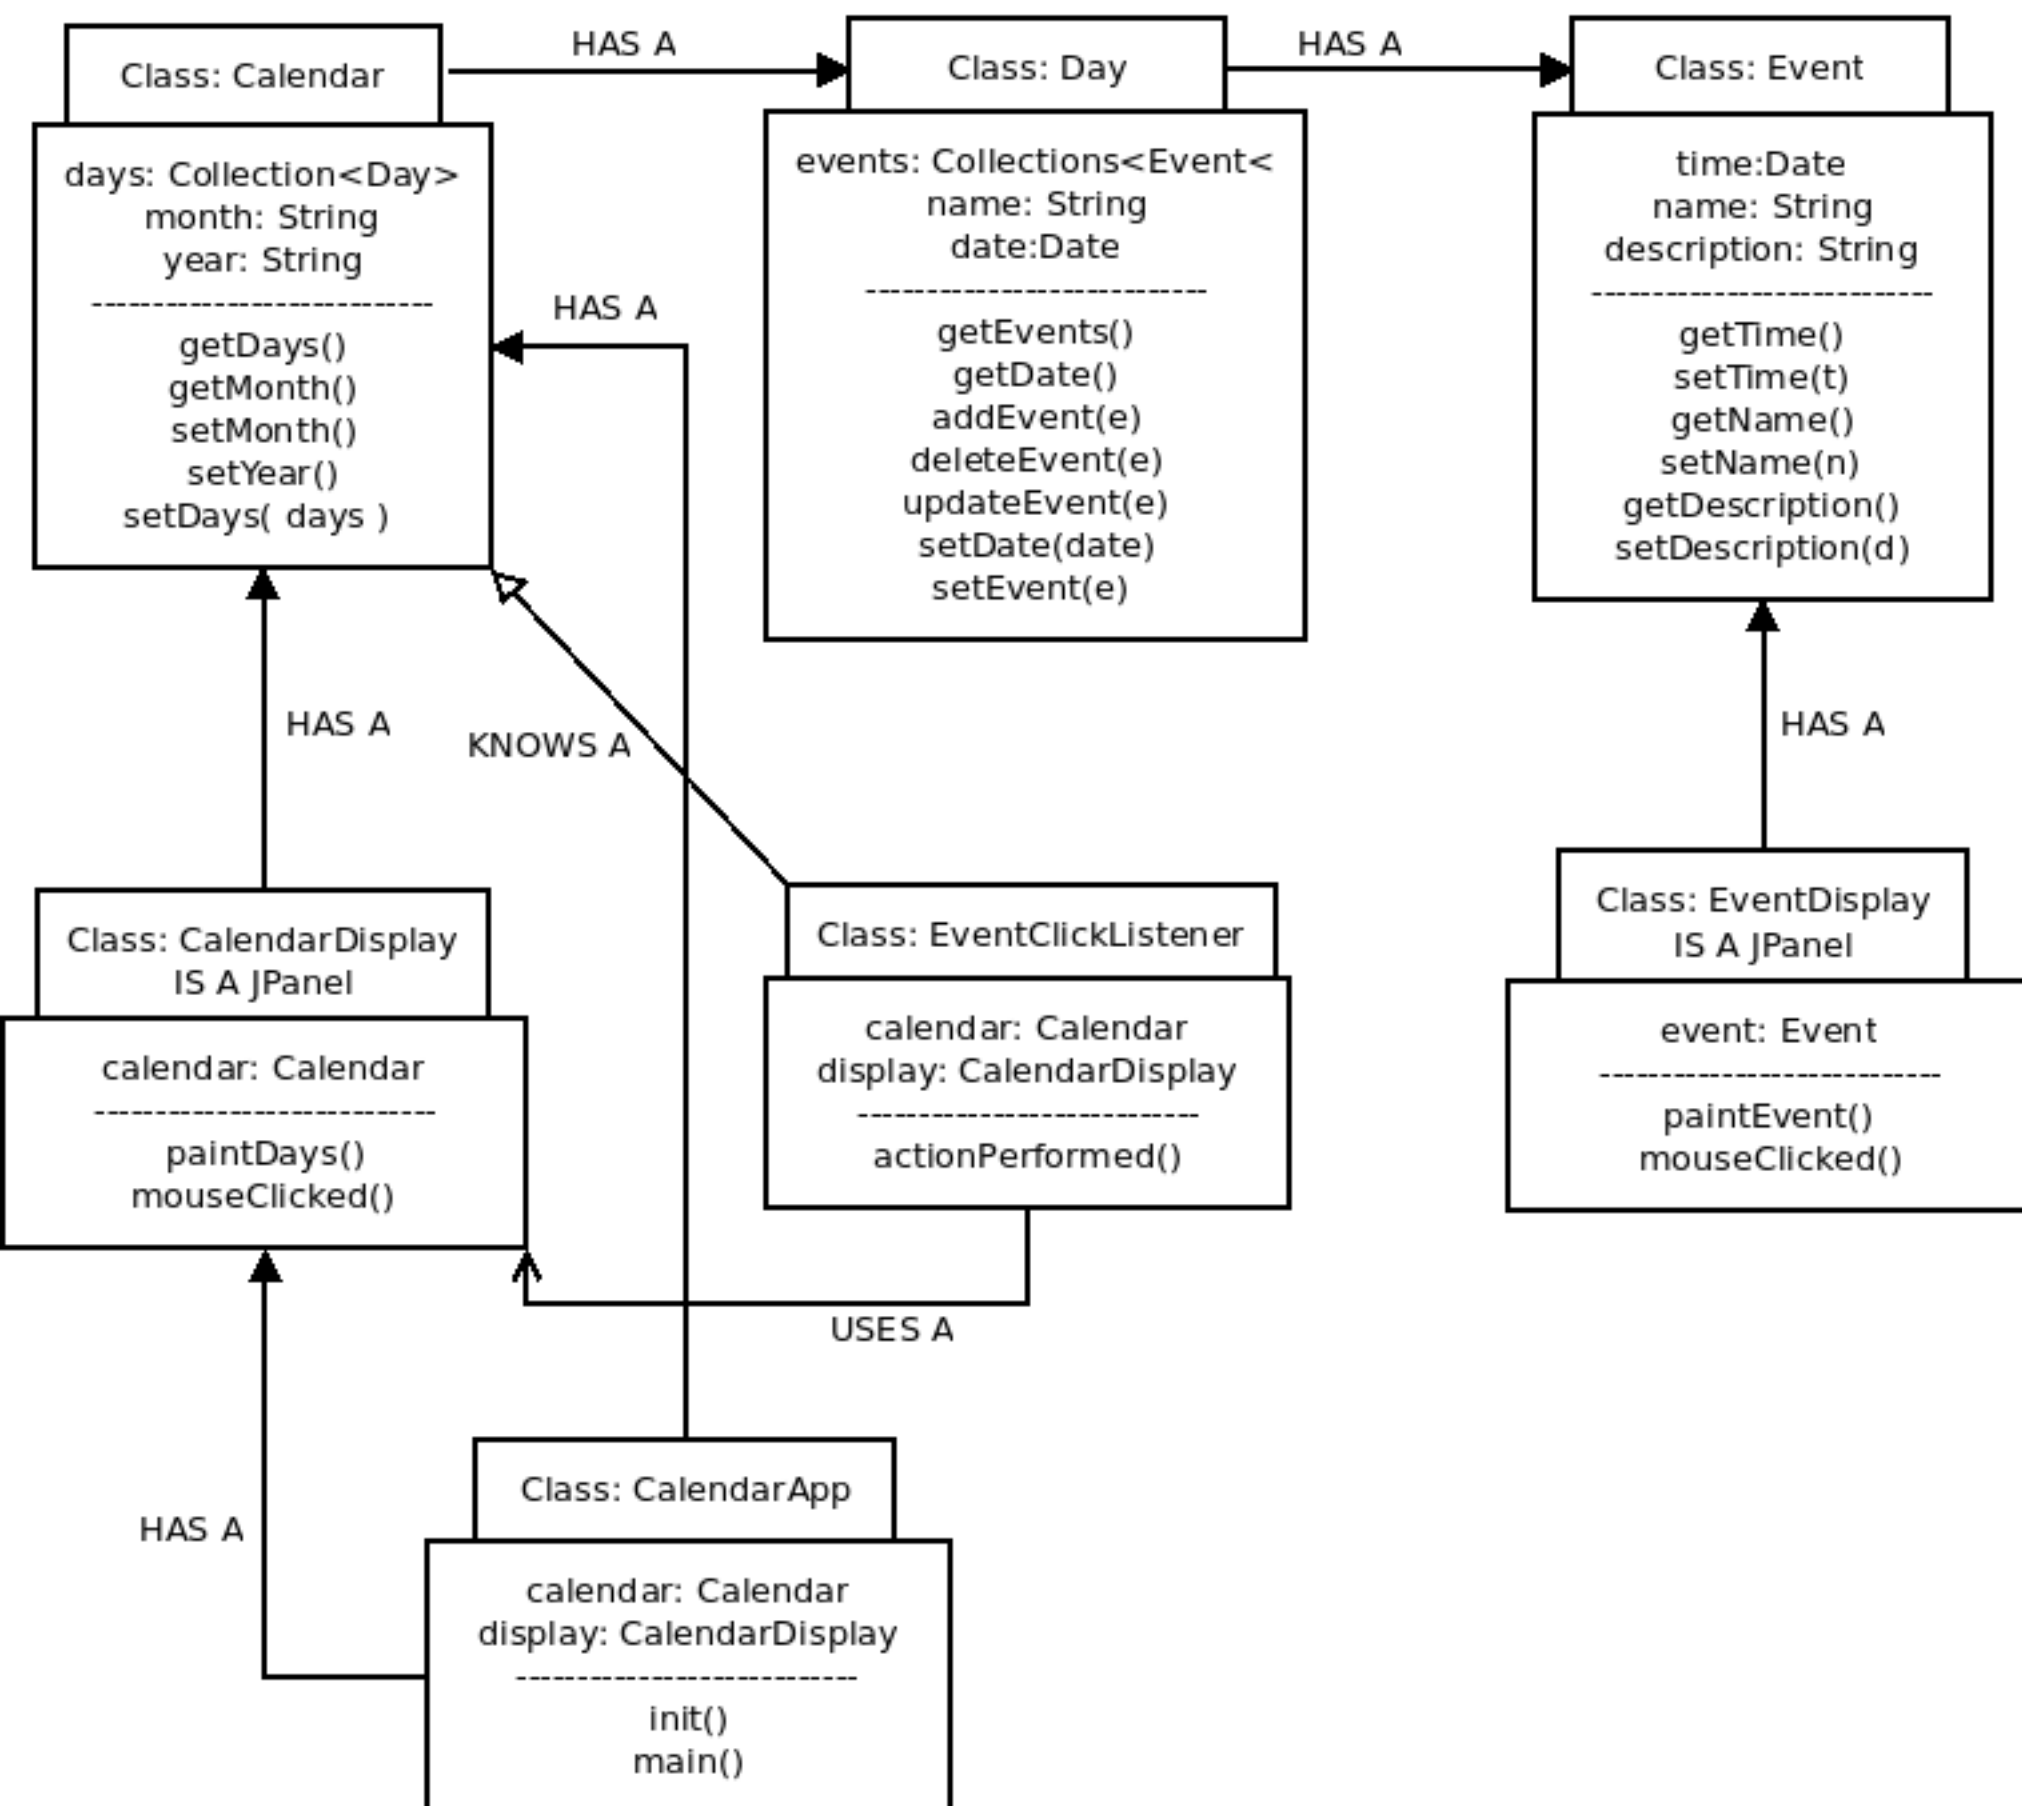 HAS A
HAS A
Class: Calendar
Class: Day
Class: Event
days: Collection<Day>
month: String
year: String
---------------------------
getDays()
getMonth()
setMonth()
setYear()
setDays( days )
events: Collections<Event<
name: String
date:Date
---------------------------
getEvents()
getDate()
addEvent(e)
deleteEvent(e)
updateEvent(e)
setDate(date)
setEvent(e)
time:Date
name: String
description: String
---------------------------
getTime()
setTime(t)
getName()
setName(n)
getDescription()
setDescription(d)
HAS A
HAS A
KNOWS A
HAS A
Class: CalendarDisplay
IS A JPanel
calendar: Calendar
---------------------------
paintDays()
mouseClicked()
Class: EventClickListener
calendar: Calendar
display: CalendarDisplay
---------------------------
actionPerformed()
Class: EventDisplay
IS A JPanel
event: Event
---------------------------
paintEvent()
mouseClicked()
USES A
HAS A
Class: CalendarApp
calendar: Calendar
display: CalendarDisplay
---------------------------
init()
main()